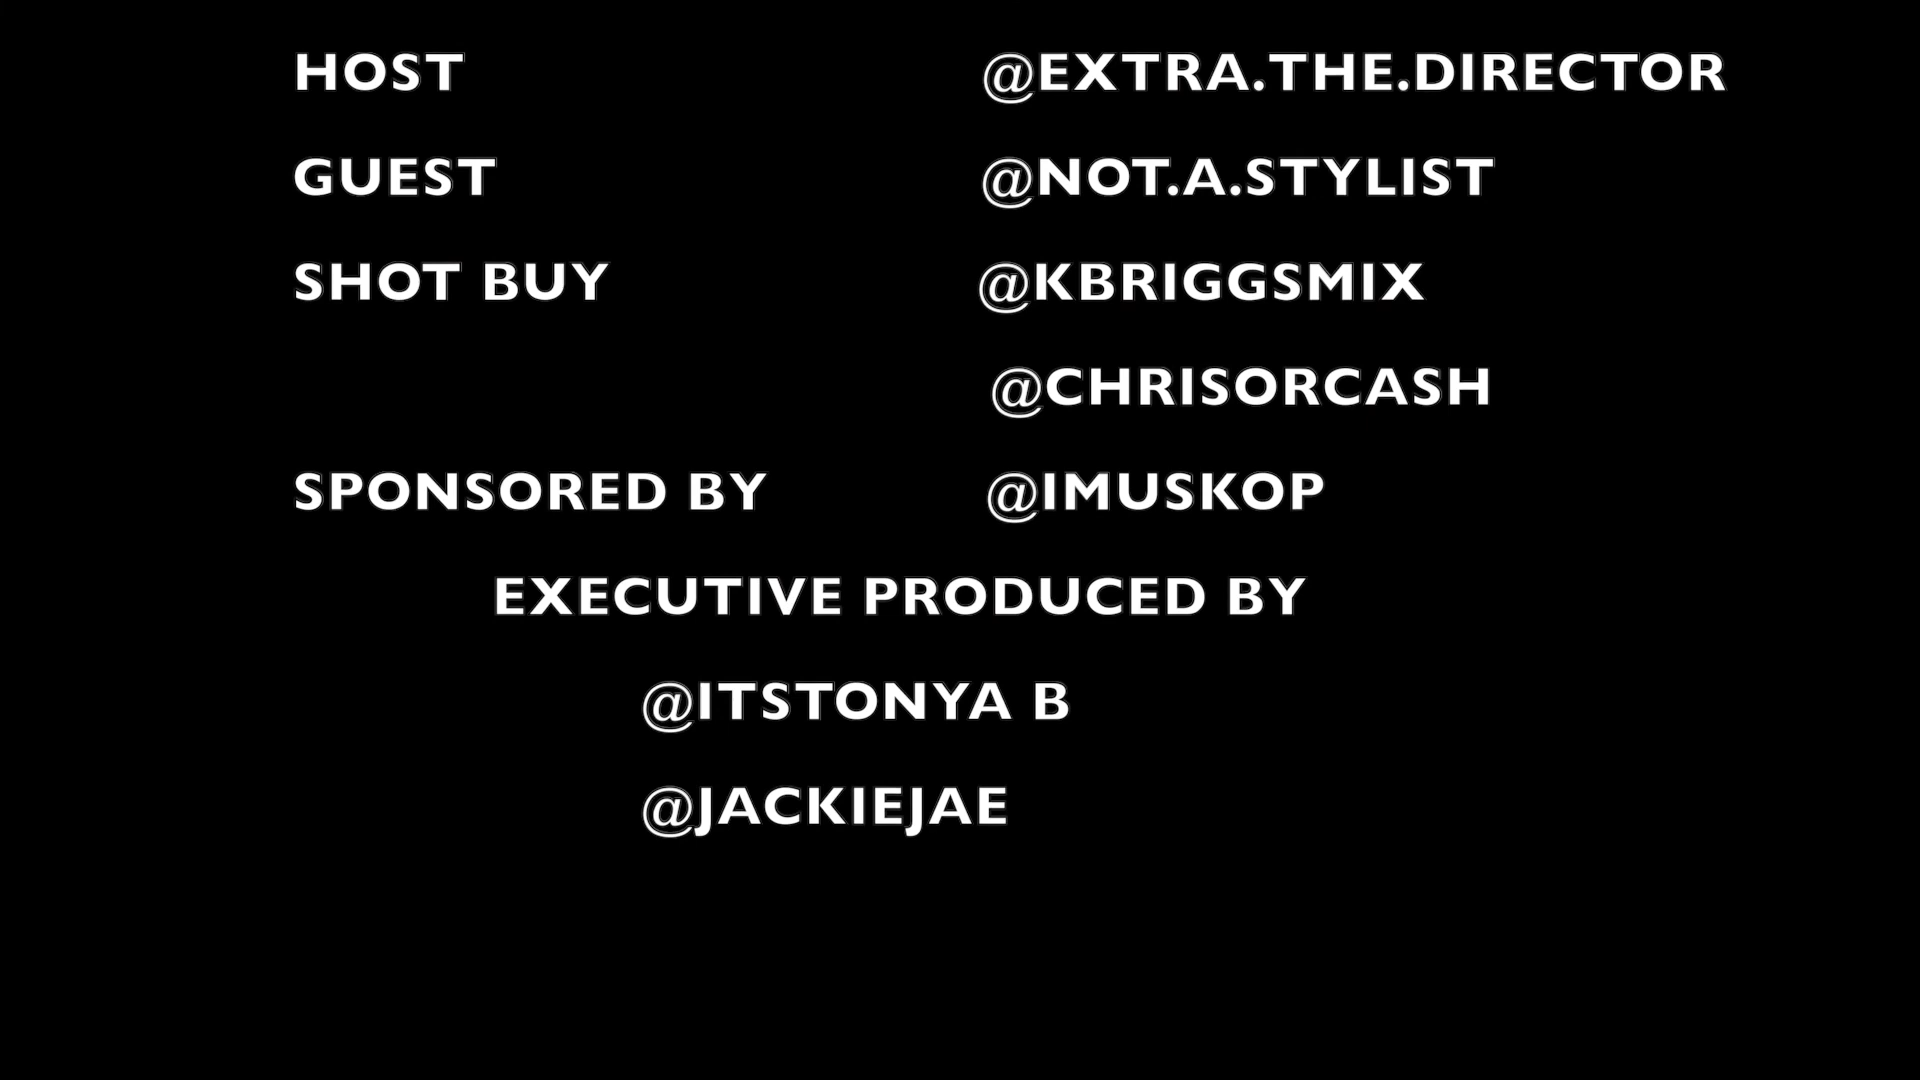 HOST @EXTRA.THE.DIRECTOR
GUEST @NOT.A.STYLIST
SHOT BUY @KBRIGGSMIX
@CHRISORCASH
SPONSORED BY @IMUSKOP
EXECUTIVE PRODUCED BY
@ITSTONYA B
@JACKIEJAE